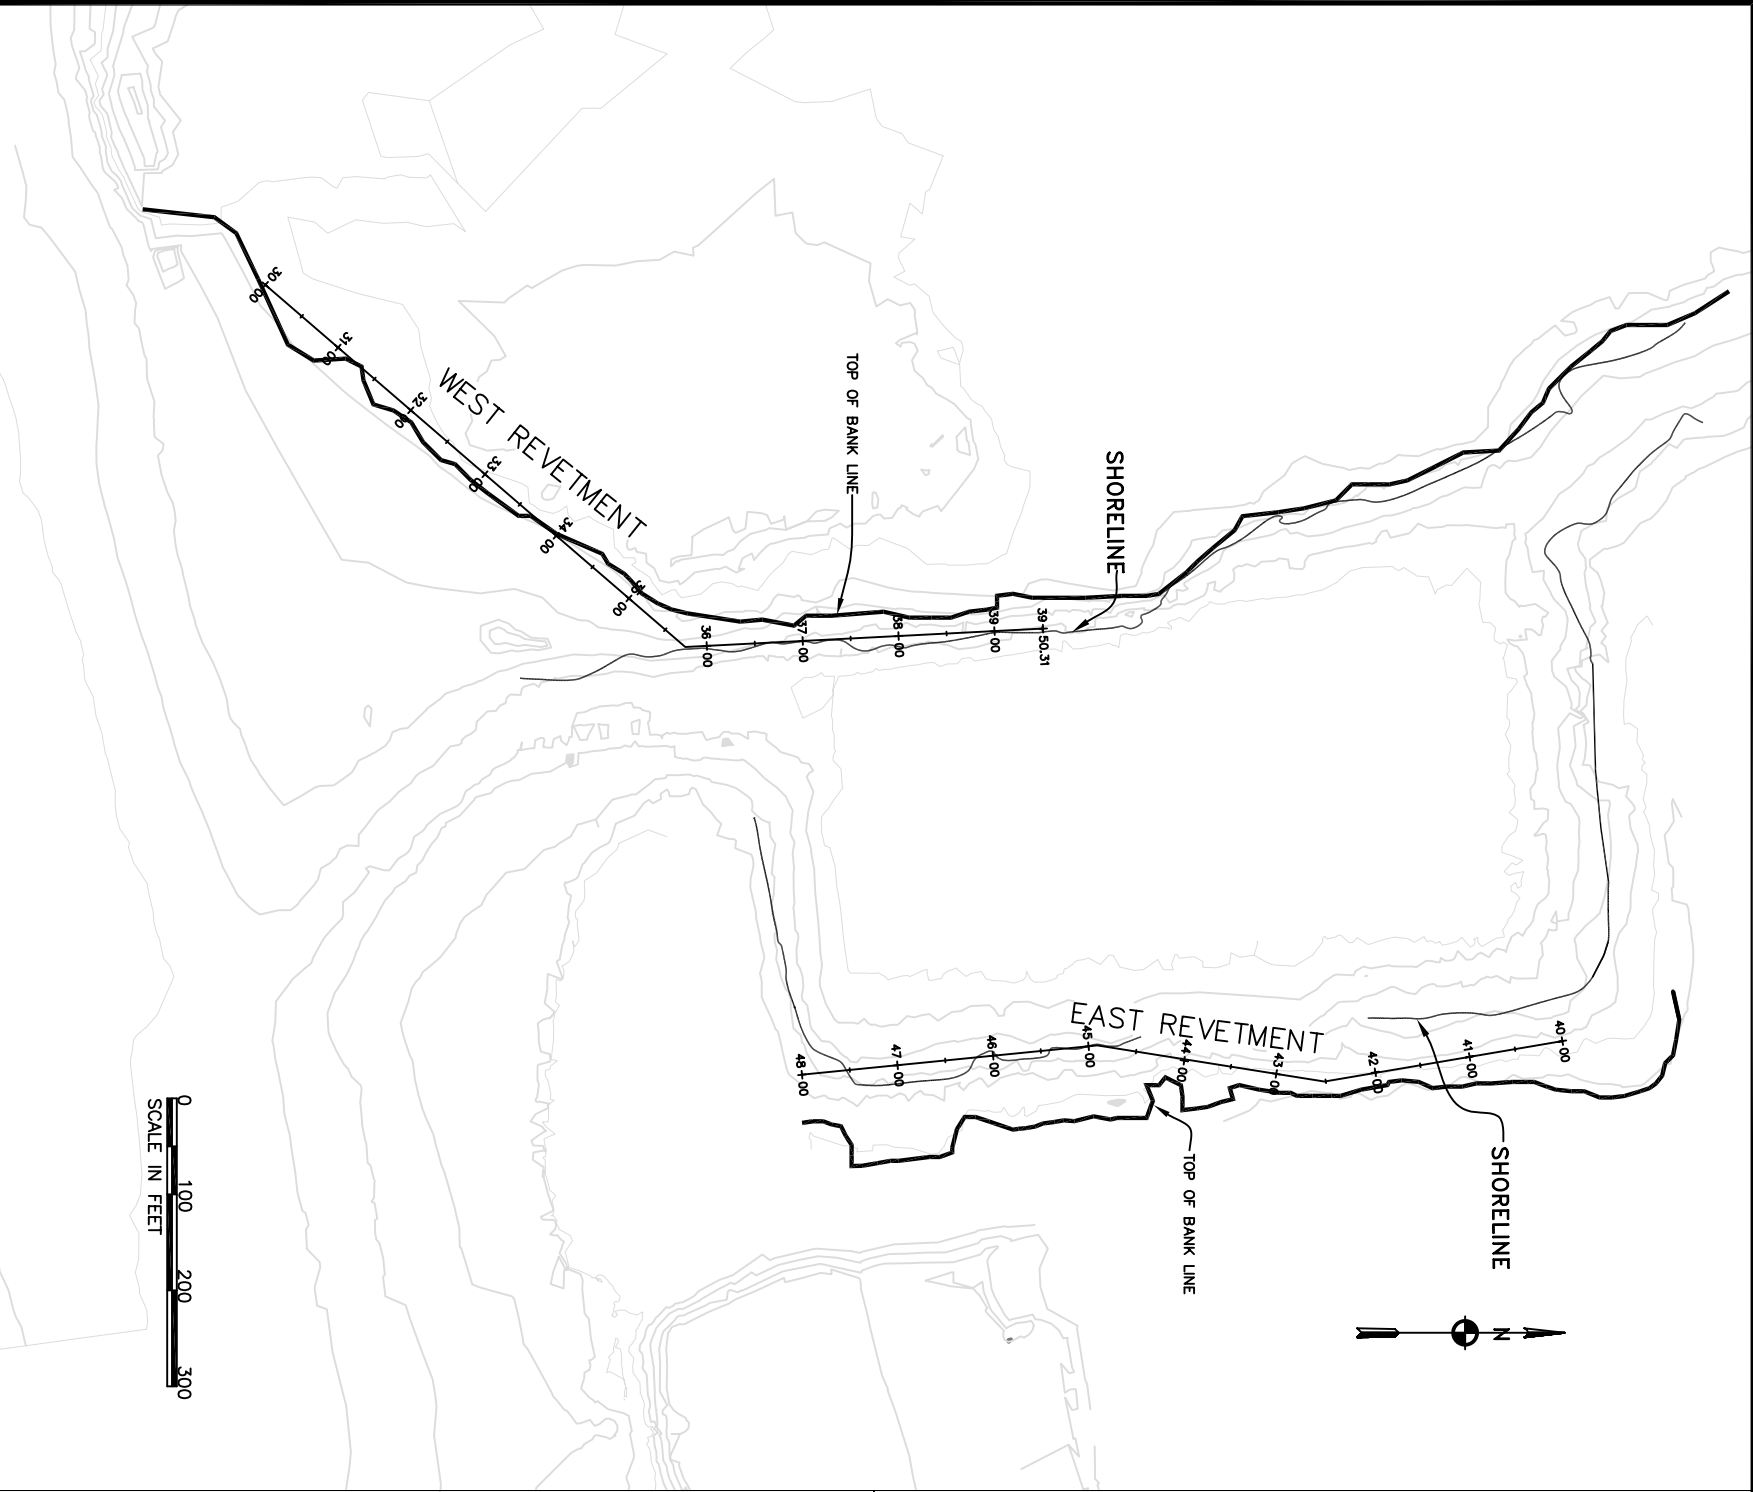 WEST REVETMENT
30+00
31+00
32+00
33+00
34+00
35+00
36+00
37+00
38+00
39+00
39+50.31
TOP OF BANK LINE
SHORELINE
EAST REVETMENT
40+00
41+00
42+00
43+00
44+00
45+00
46+00
47+00
48+00
TOP OF BANK LINE
SHORELINE
N
0 100 200 300
SCALE IN FEET